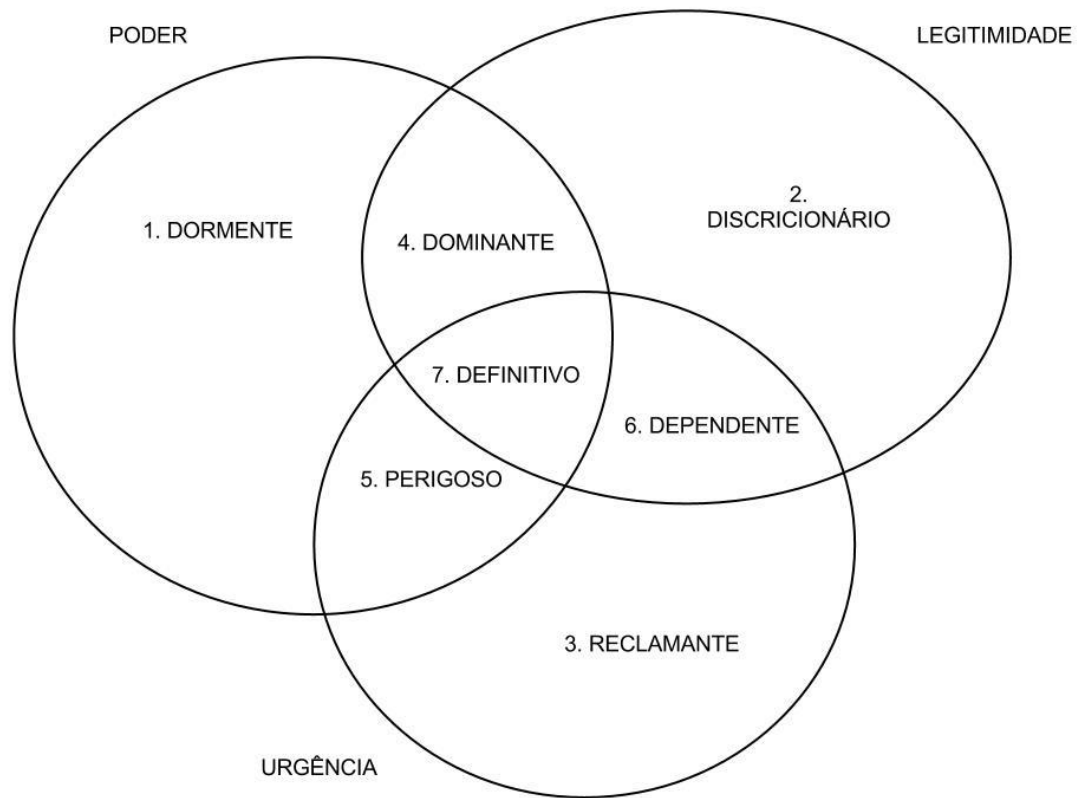 PODER
LEGITIMIDADE
1. DORMENTE
2.
DISCRICIONÁRIO
4. DOMINANTE
7. DEFINITIVO
6. DEPENDENTE
5. PERIGOSO
3. RECLAMANTE
URGÊNCIA